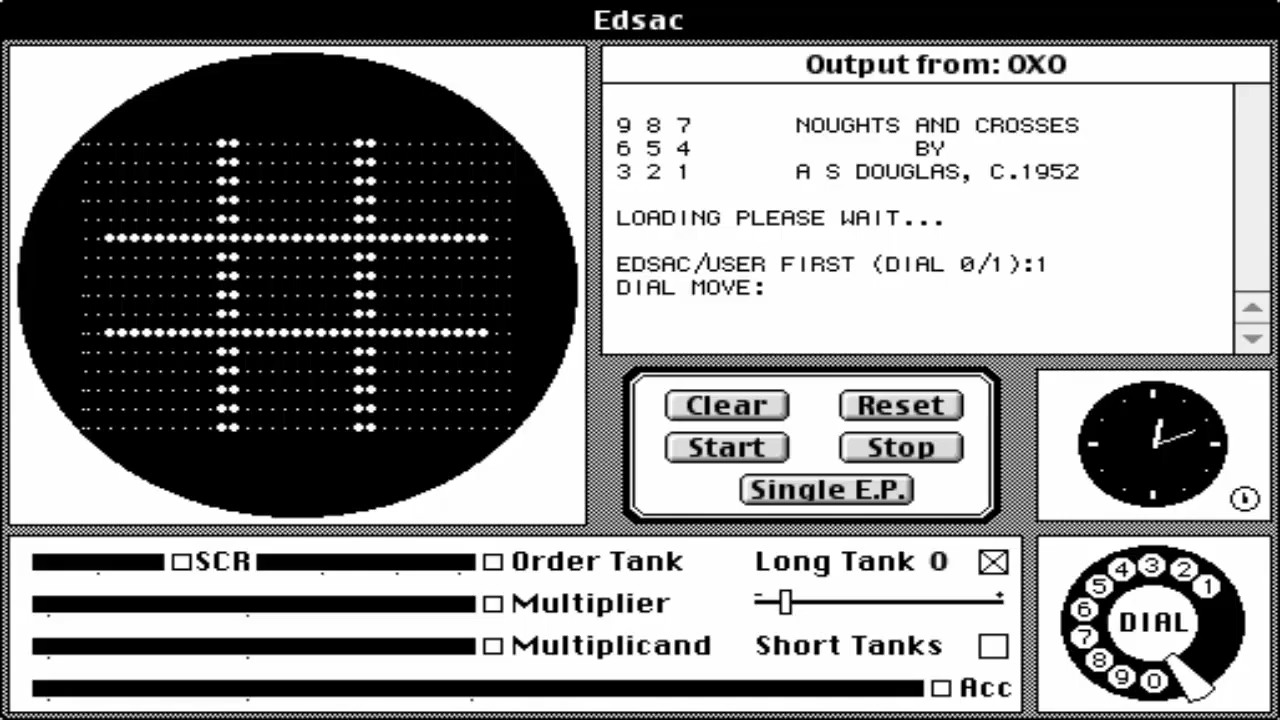 Edsac
Output from: OXO
9 8 7 NOUGHTS AND CROSSES
6 5 4 BY
3 2 1 A S DOUGLAS, C.1952
LOADING PLEASE WAIT...
EDSAC/USER FIRST (DIAL 0/1):1
DIAL MOVE:
Clear Reset
Start Stop
Single E.P.
SCR Order Tank Long Tank 0
Multiplier - +
Multiplicand Short Tanks
Acc
1
2
3
4
5
6
7
8
9
0
DIAL